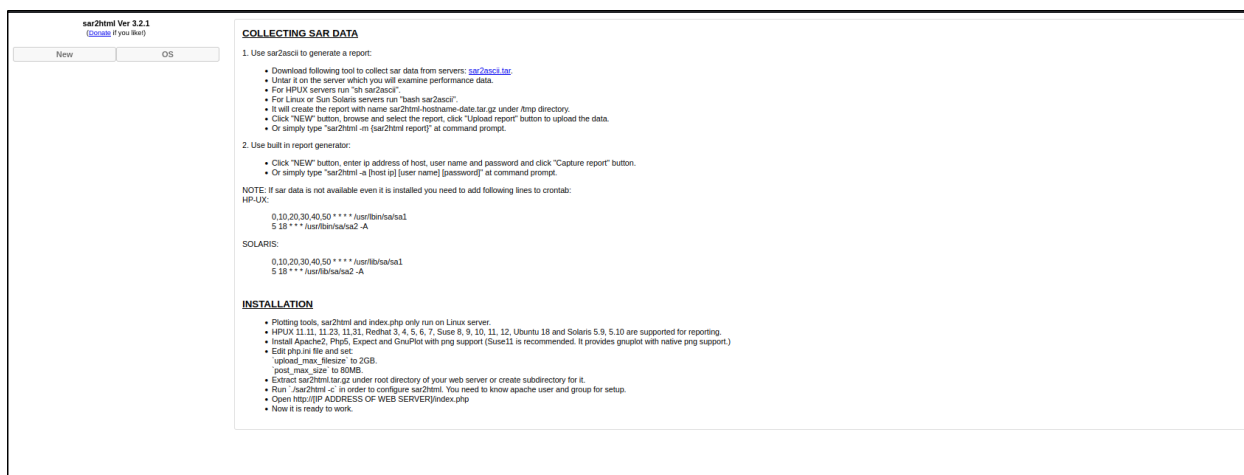 sar2html Ver 3.2.1
(Donate if you like!)
New OS
COLLECTING SAR DATA
1. Use sar2ascii to generate a report:
• Download following tool to collect sar data from servers: sar2ascii.tar.
• Untar it on the server which you will examine performance data.
• For HPUX servers run "sh sar2ascii".
• For Linux or Sun Solaris servers run "bash sar2ascii".
• It will create the report with name sar2html-hostname-date.tar.gz under /tmp directory.
• Click "NEW" button, browse and select the report, click "Upload report" button to upload the data.
• Or simply type "sar2html -m {sar2html report}" at command prompt.
2. Use built in report generator:
• Click "NEW" button, enter ip address of host, user name and password and click "Capture report" button.
• Or simply type "sar2html -a [host ip] [user name] [password]" at command prompt.
NOTE: If sar data is not available even it is installed you need to add following lines to crontab:
HP-UX:
0,10,20,30,40,50 * * * * /usr/lbin/sa/sa1
5 18 * * * /usr/lbin/sa/sa2 -A
SOLARIS:
0,10,20,30,40,50 * * * * /usr/lib/sa/sa1
5 18 * * * /usr/lib/sa/sa2 -A
INSTALLATION
• Plotting tools, sar2html and index.php only run on Linux server.
• HPUX 11.11, 11.23, 11,31, Redhat 3, 4, 5, 6, 7, Suse 8, 9, 10, 11, 12, Ubuntu 18 and Solaris 5.9, 5.10 are supported for reporting.
• Install Apache2, Php5, Expect and GnuPlot with png support (Suse11 is recommended. It provides gnuplot with native png support.)
• Edit php.ini file and set:
`upload_max_filesize` to 2GB.
`post_max_size` to 80MB.
• Extract sar2html.tar.gz under root directory of your web server or create subdirectory for it.
• Run `./sar2html -c` in order to configure sar2html. You need to know apache user and group for setup.
• Open http://[IP ADDRESS OF WEB SERVER]/index.php
• Now it is ready to work.